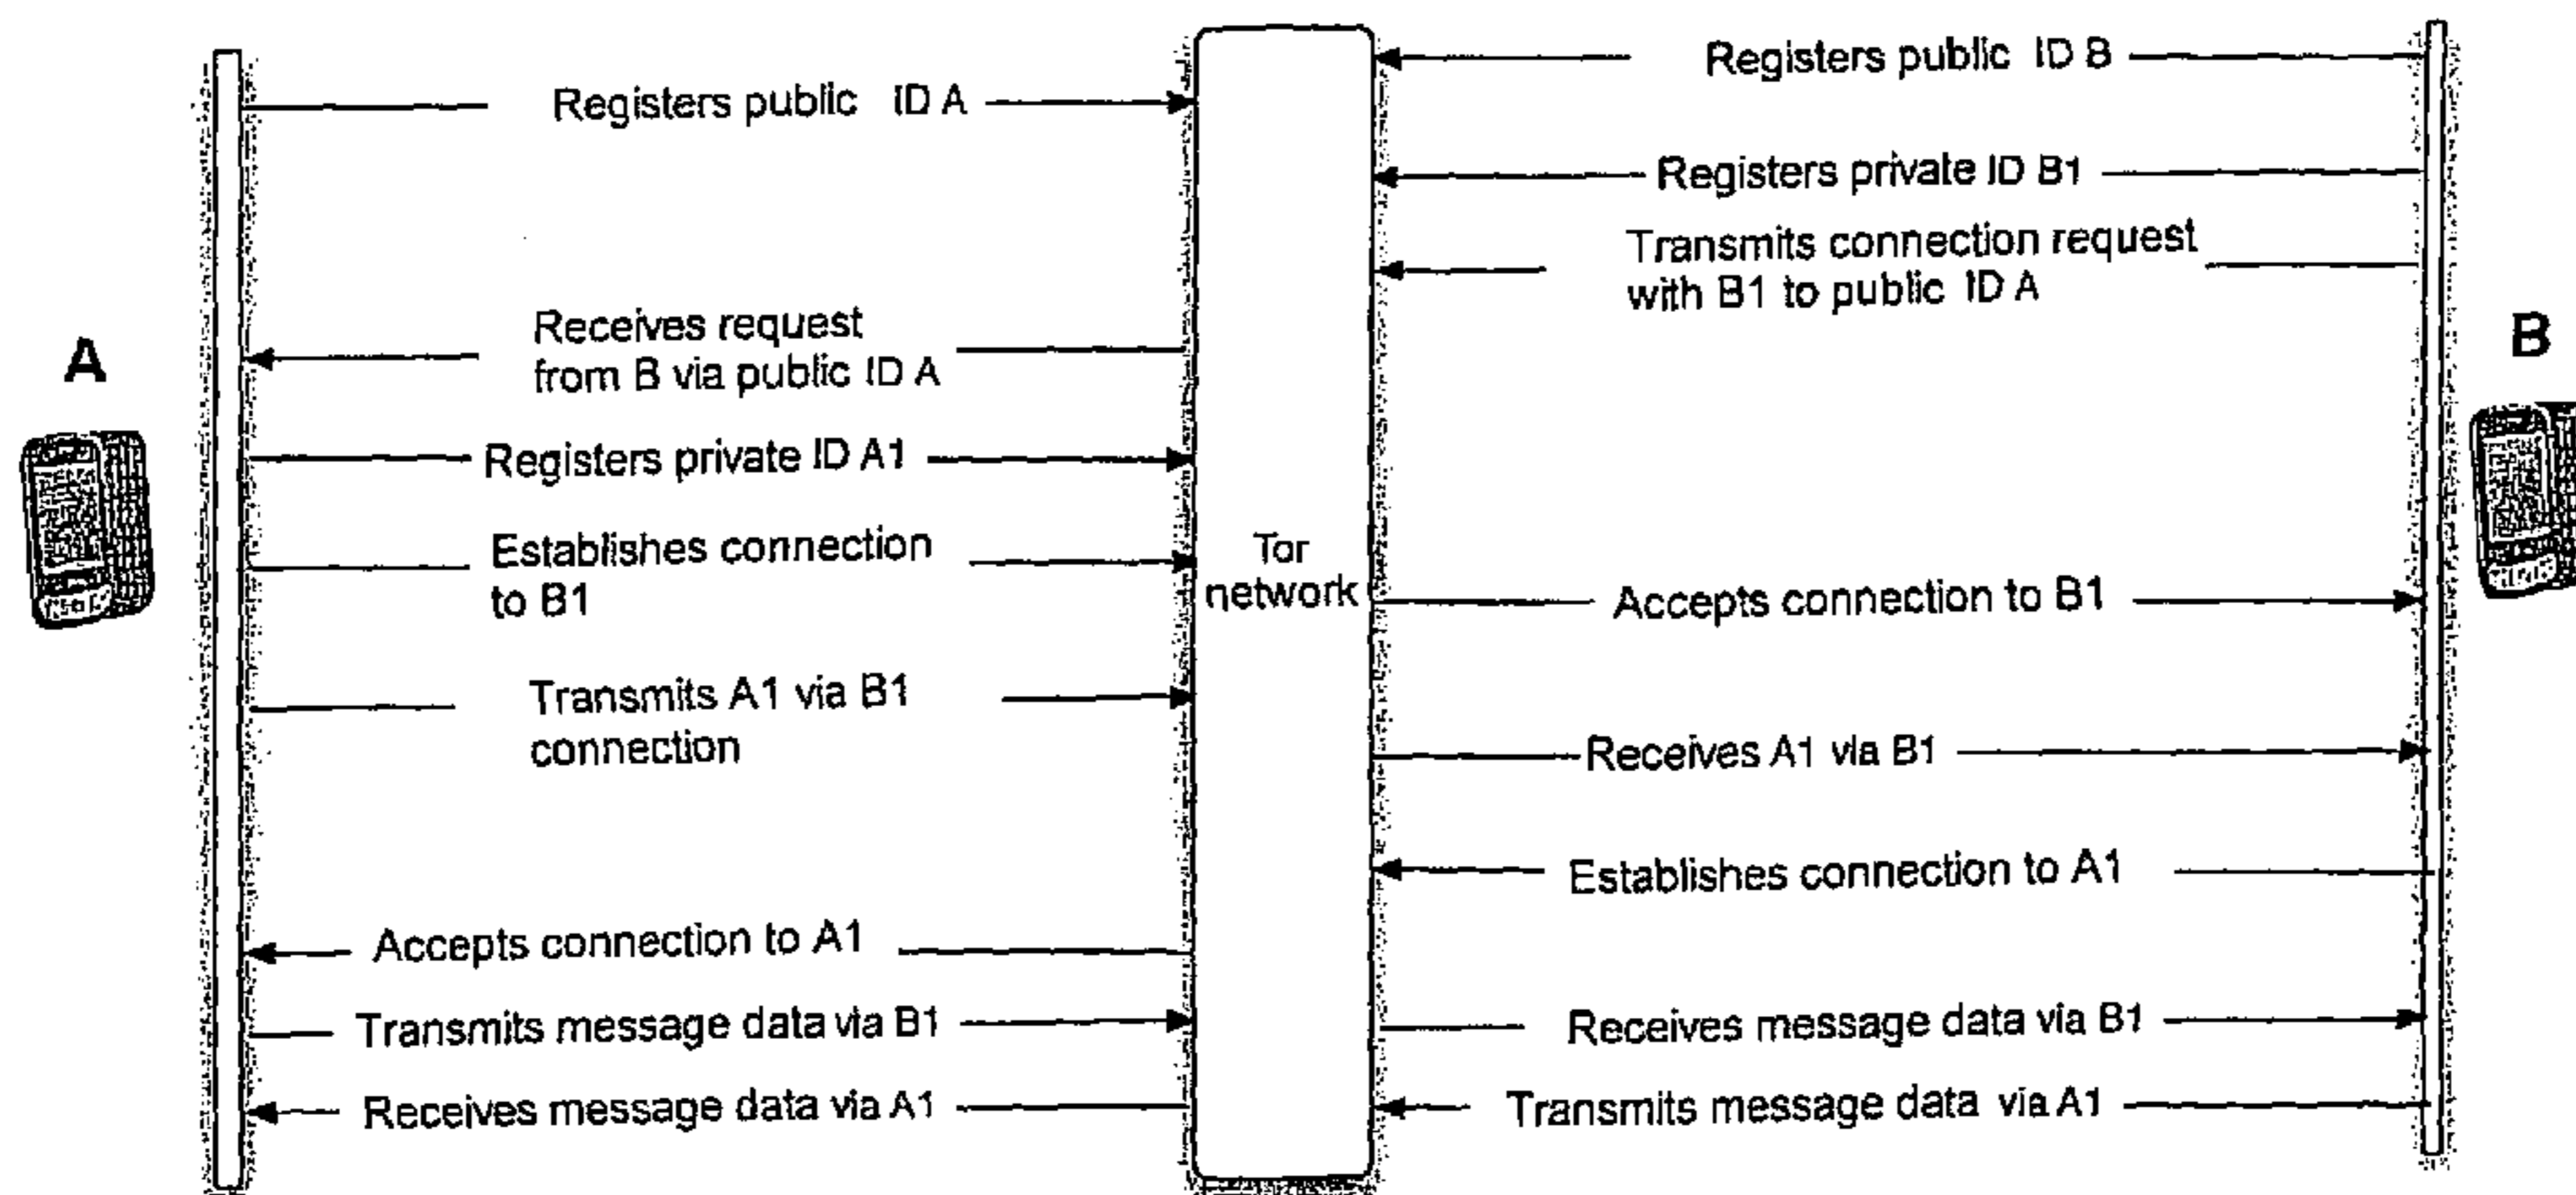 Registers public ID B
Registers public ID A
Registers private ID B1
Transmits connection request
with B1 to public ID A
Receives request
from B via public ID A
A
B
Registers private ID A1
Establishes connection
to B1
Tor
network
Accepts connection to B1
Transmits A1 via B1
connection
Receives A1 via B1
Establishes connection to A1
Accepts connection to A1
Transmits message data via B1
Receives message data via B1
Receives message data via A1
Transmits message data via A1